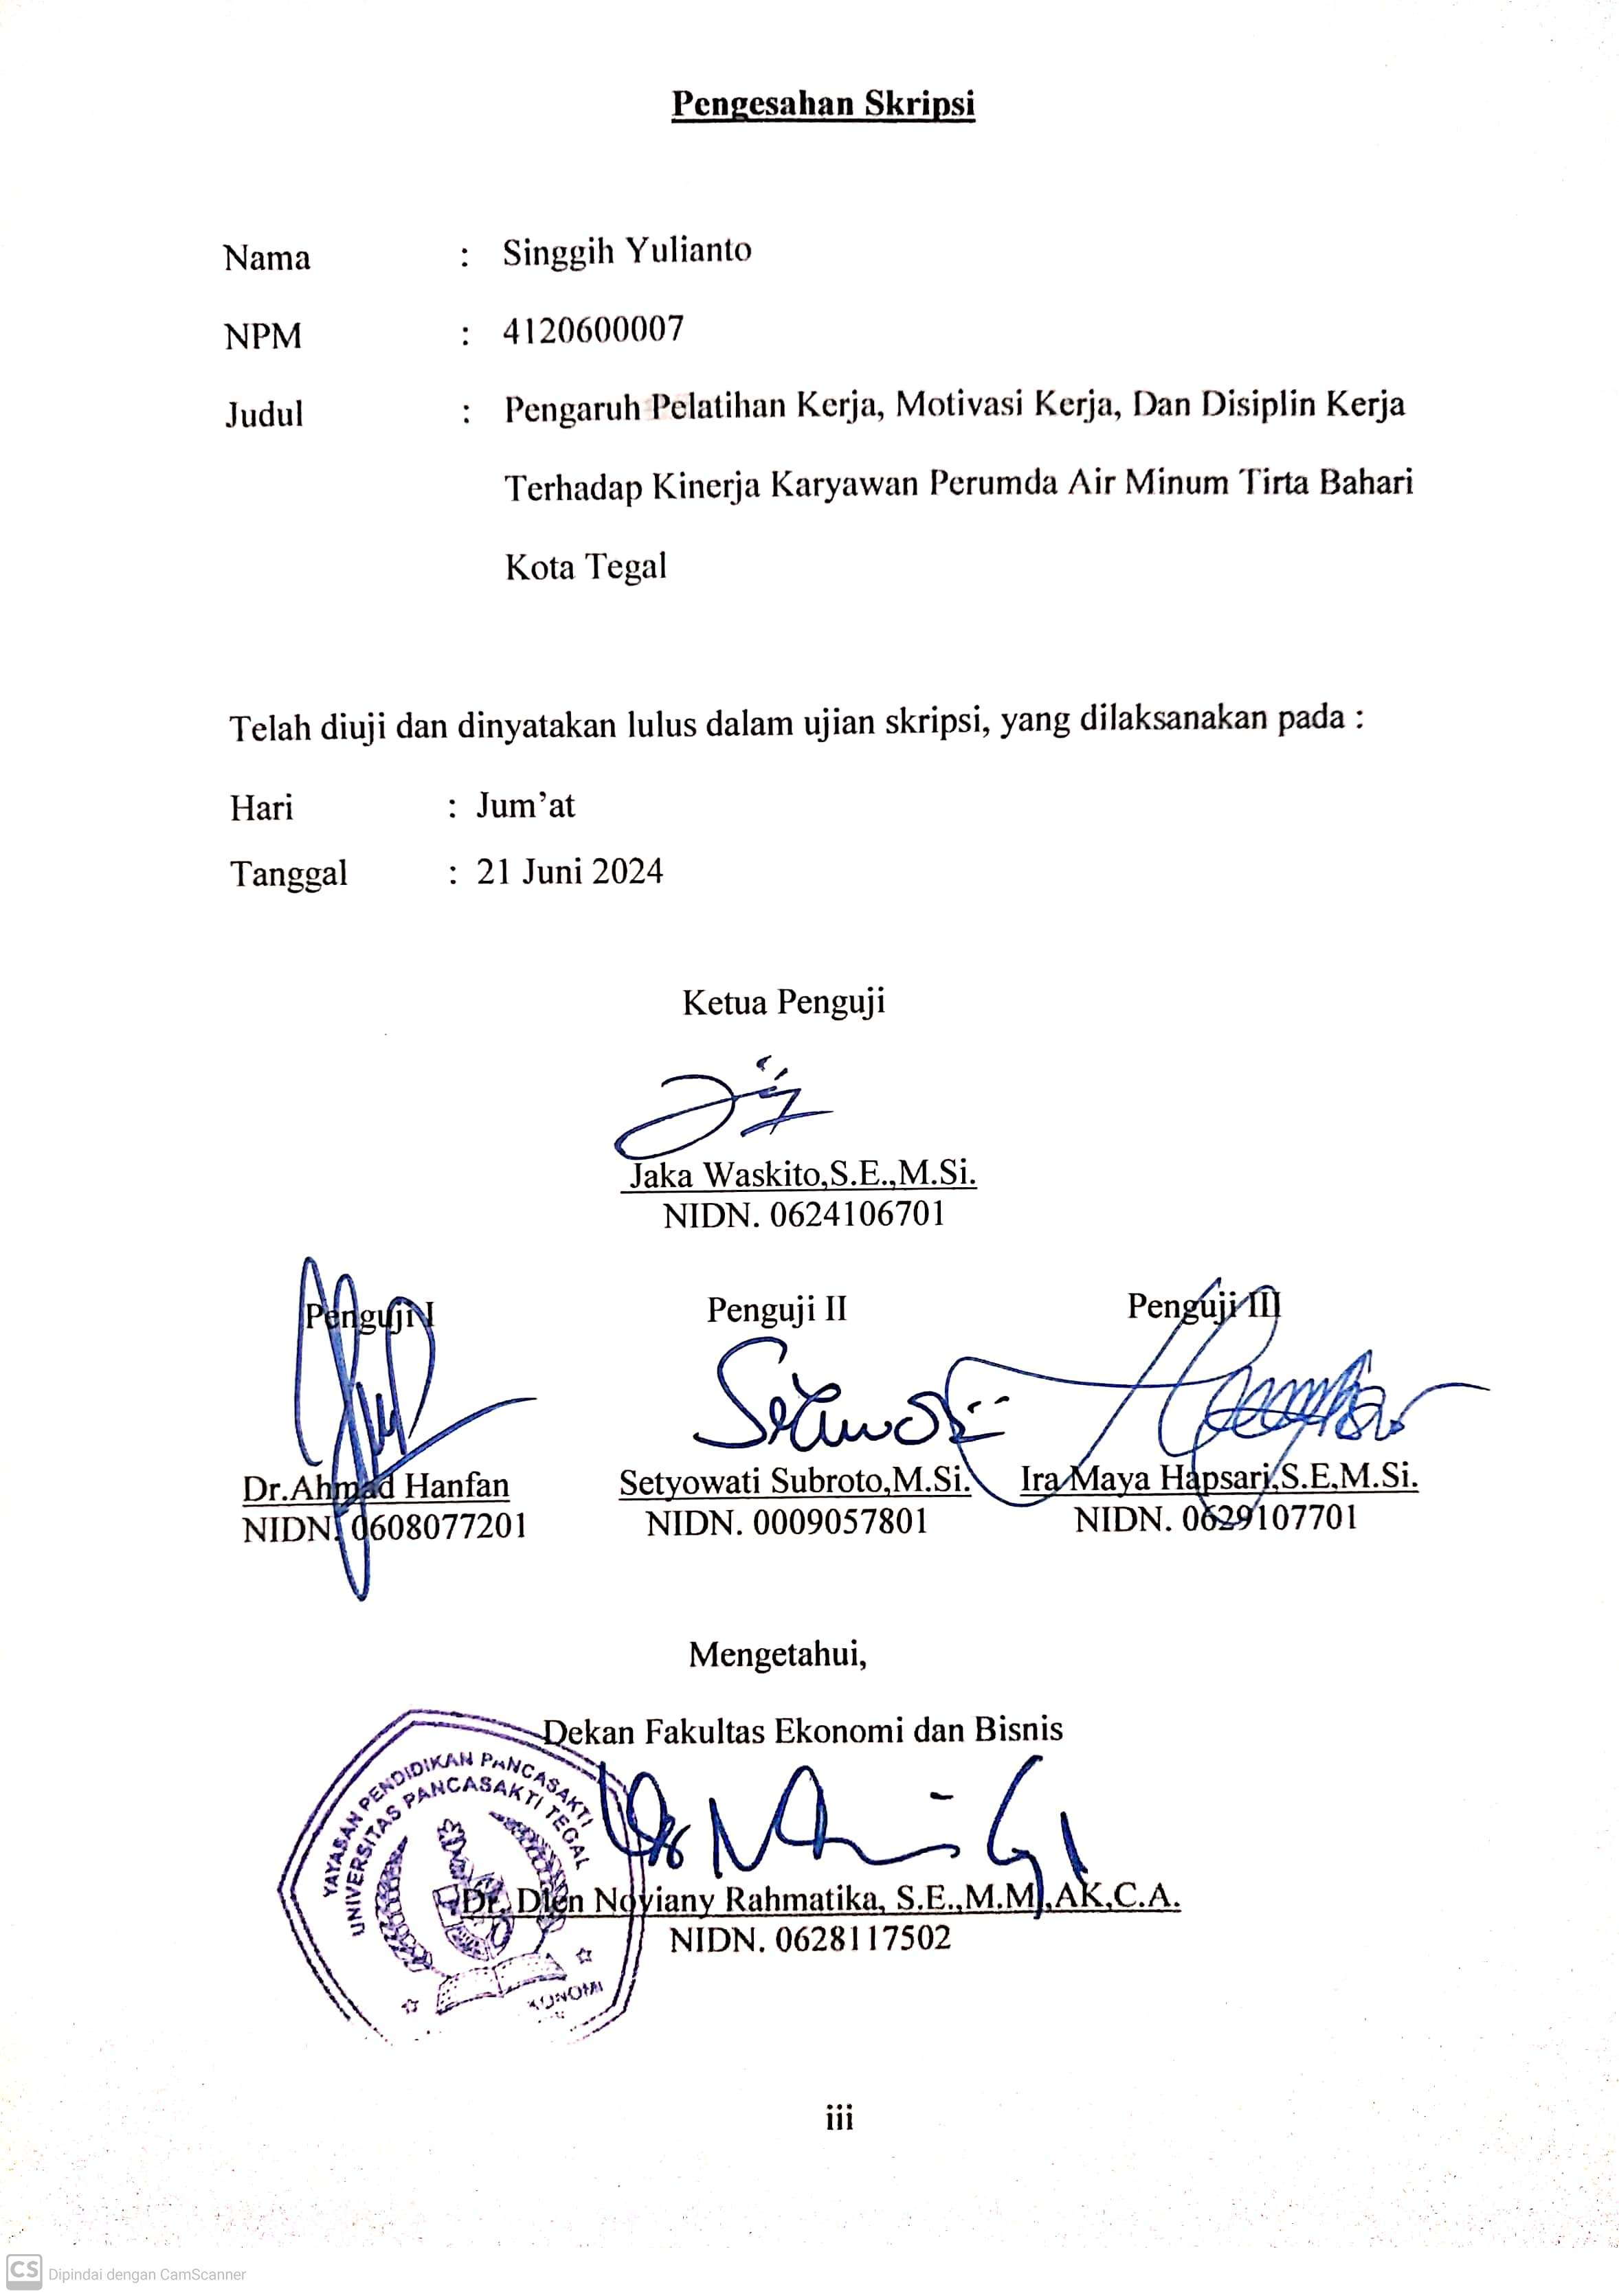 Pengesahan Skripsi
Nama : Singgih Yulianto
NPM : 4120600007
Judul : Pengaruh Pelatihan Kerja, Motivasi Kerja, Dan Disiplin Kerja
Terhadap Kinerja Karyawan Perumda Air Minum Tirta Bahari
Kota Tegal
Telah diuji dan dinyatakan lulus dalam ujian skripsi, yang dilaksanakan pada :
Hari : Jum'at
Tanggal : 21 Juni 2024
Ketua Penguji
Jaka Waskito,S.E.,M.Si.
NIDN. 0624106701
Penguji I Penguji II Penguji III
Dr.Ahmad Hanfan Setyowati Subroto,M.Si. Ira Maya Hapsari,S.E,M.Si.
NIDN. 0608077201 NIDN. 0009057801 NIDN. 0629107701
Mengetahui,
Dekan Fakultas Ekonomi dan Bisnis
YAYASAN PENDIDIKAN PANCASAKTI
UNIVERSITAS PANCASAKTI TEGAL
Dr. Dien Noviany Rahmatika, S.E.,M.M,AK,C.A.
NIDN. 0628117502
iii
CS Dipindai dengan CamScanner